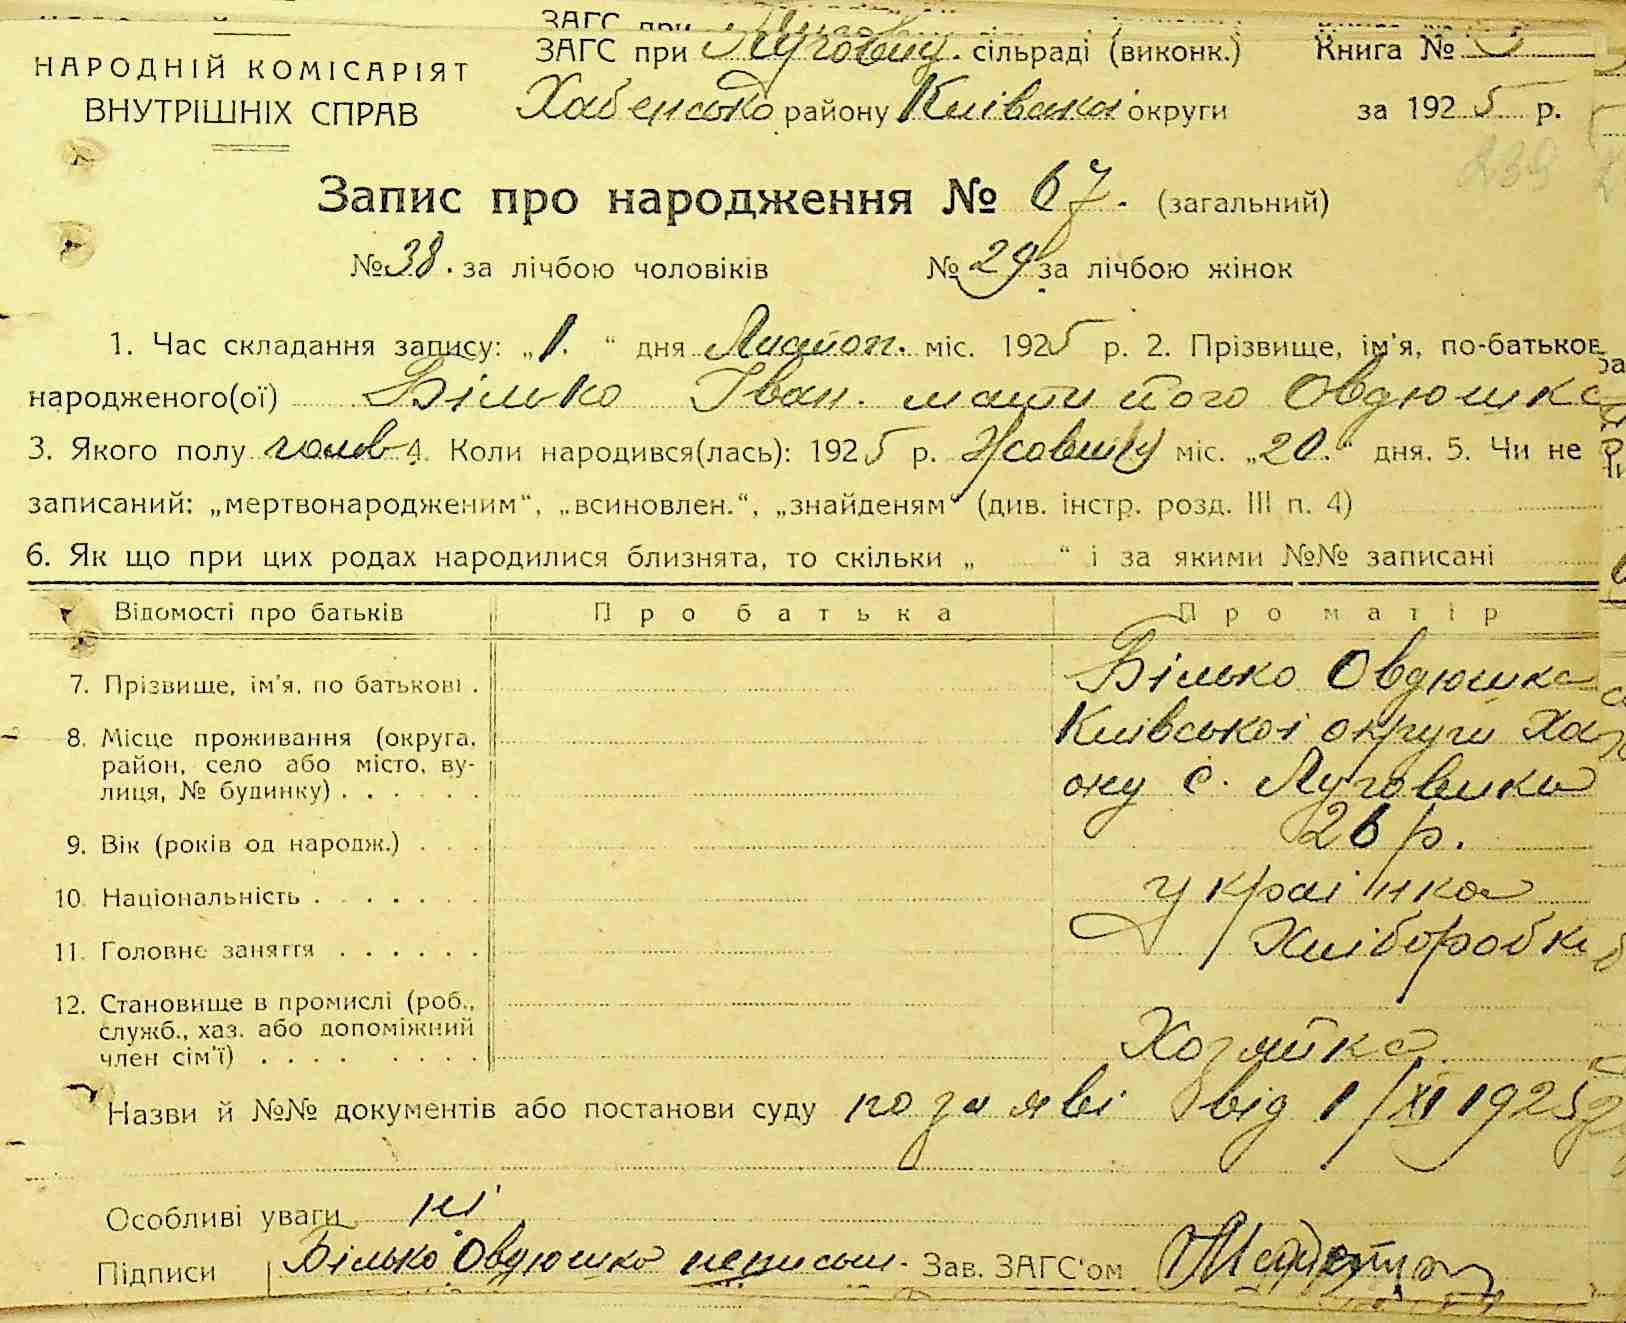 НАРОДНІЙ КОМІСАРІЯТ
ВНУТРІШНІХ СПРАВ
ЗАГС при Луговиц. сільраді (виконк.) Книга №
Хабенсько району Київської округи за 1925 р.
Запис про народження № 67. (загальний)
№ 38. за лічбою чоловіків № 29 за лічбою жінок
1. Час складання запису: „1.“ дня Листоп. міс. 1925 р. 2. Прізвище, ім'я, по-батьков
народженого(ої) Білько Іван. мати його Овдюшка
3. Якого полу чолов 4. Коли народився(лась): 1925 р. Жовтня міс. „20.“ дня. 5. Чи не
записаний: „мертвонародженим“, „всиновлен.“, „знайденям“ (див. інстр. розд. III п. 4)
6. Як що при цих родах народилися близнята, то скільки „ “ і за якими №№ записані
Відомості про батьків Про батька Про матір
7. Прізвище, ім'я, по батькові . Білько Овдюшка
8. Місце проживання (округа, Київської округи Ха
район, село або місто, ву-
лиця, № будинку) . . . . . . ону с. Луговики
9. Вік (років од народж.) . . . 26 р.
10. Національність . . . . . . . українка
11. Головне заняття . . . . . . Хліборобка
12. Становище в промислі (роб.,
служб., хаз. або допоміжний
член сім'ї) . . . . . . . . Хозяйка
Назви й №№ документів або постанови суду по заяві від 1/XI 1925 р
Особливі уваги ні
Підписи Білько Овдюшка неписьм. Зав. ЗАГС'ом